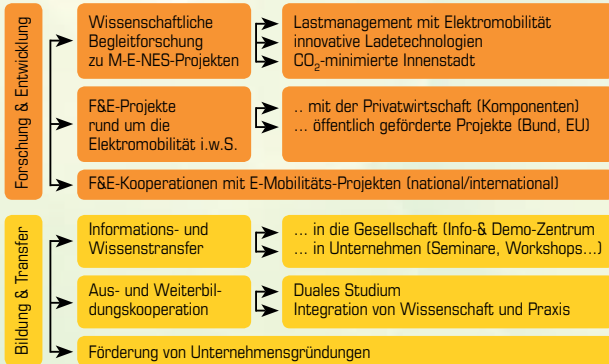 Forschung & Entwicklung
Wissenschaftliche
Begleitforschung
zu M-E-NES-Projekten
Lastmanagement mit Elektromobilität
innovative Ladetechnologien
CO₂-minimierte Innenstadt
F&E-Projekte
rund um die
Elektromobilität i.w.S.
.. mit der Privatwirtschaft (Komponenten)
... öffentlich geförderte Projekte (Bund, EU)
F&E-Kooperationen mit E-Mobilitäts-Projekten (national/international)
Bildung & Transfer
Informations- und
Wissenstransfer
... in die Gesellschaft (Info-& Demo-Zentrum
... in Unternehmen (Seminare, Workshops...)
Aus- und Weiterbil-
dungskooperation
Duales Studium
Integration von Wissenschaft und Praxis
Förderung von Unternehmensgründungen